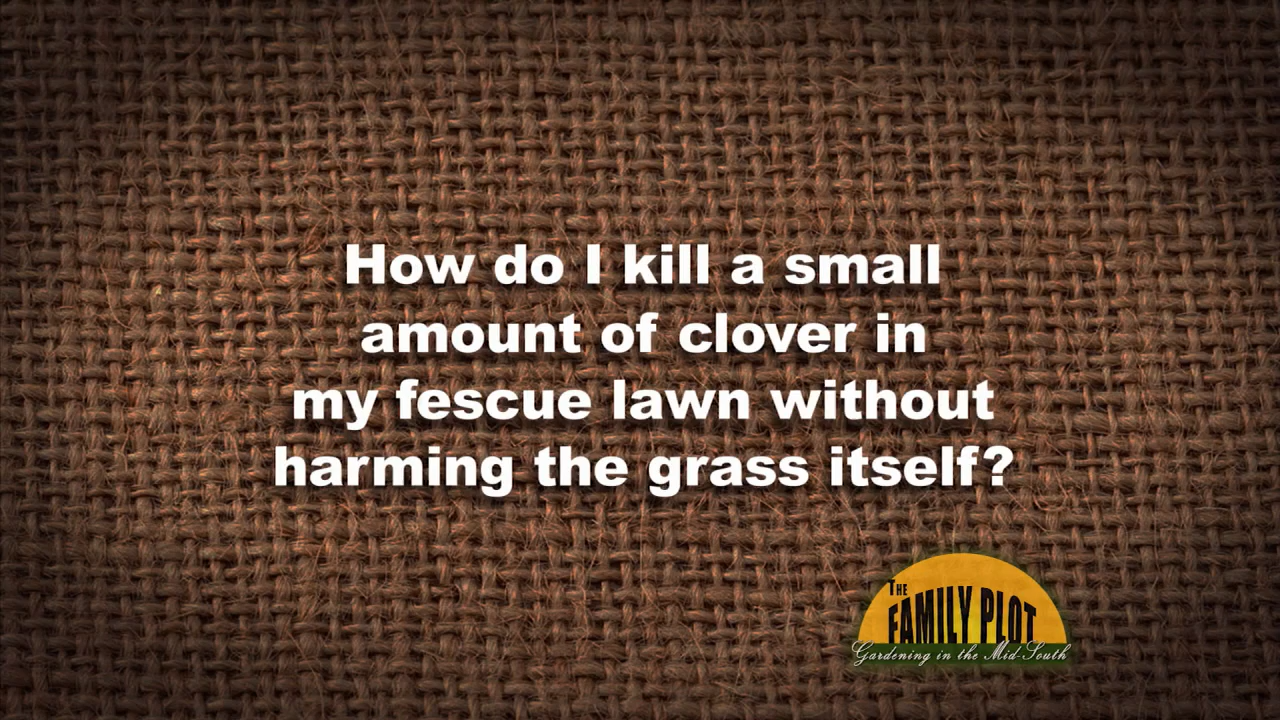 How do I kill a small
amount of clover in
my fescue lawn without
harming the grass itself?
THE
FAMILY PLOT
Gardening in the Mid-South